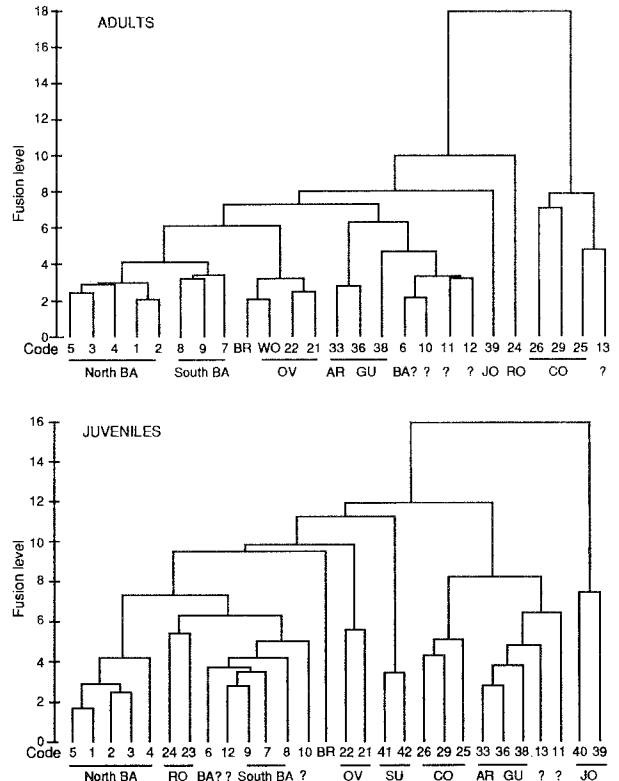 ADULTS
18
16
14
12
10
8
6
4
2
0
Fusion level
Code 5 3 4 1 2 8 9 7 BR WO 22 21 33 36 38 6 10 11 12 39 24 26 29 25 13
North BA South BA OV AR GU BA? ? ? ? JO RO CO ?
JUVENILES
16
14
12
10
8
6
4
2
0
Fusion level
Code 5 1 2 3 4 24 23 6 12 9 7 8 10 BR 22 21 41 42 26 29 25 33 36 38 13 11 40 39
North BA RO BA? ? South BA ? OV SU CO AR GU ? ? JO